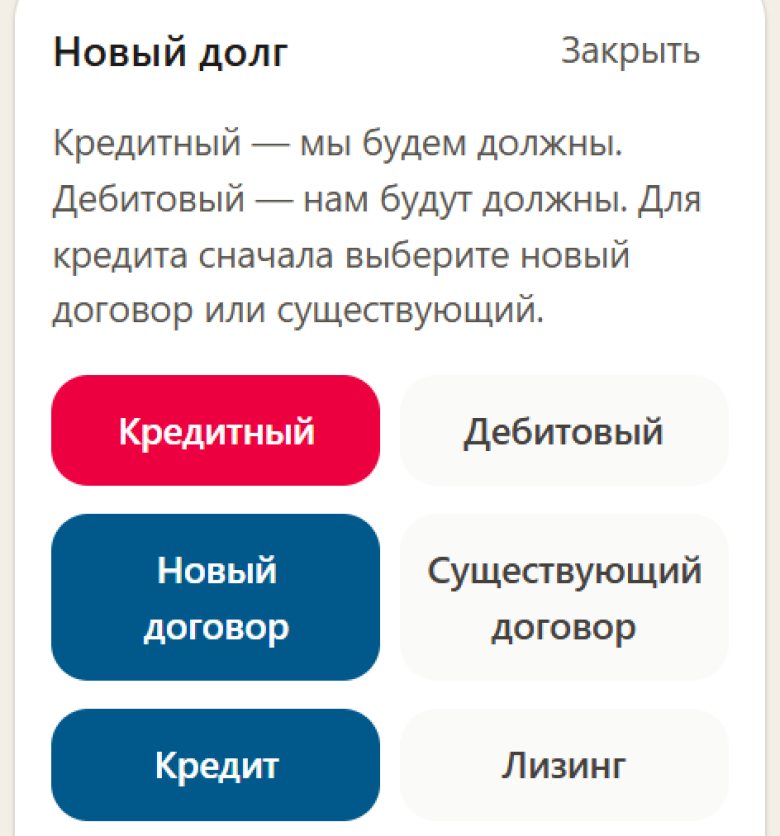 Новый долг
Закрыть
Кредитный — мы будем должны.
Дебитовый — нам будут должны. Для
кредита сначала выберите новый
договор или существующий.
Кредитный
Дебитовый
Новый
договор
Существующий
договор
Кредит
Лизинг